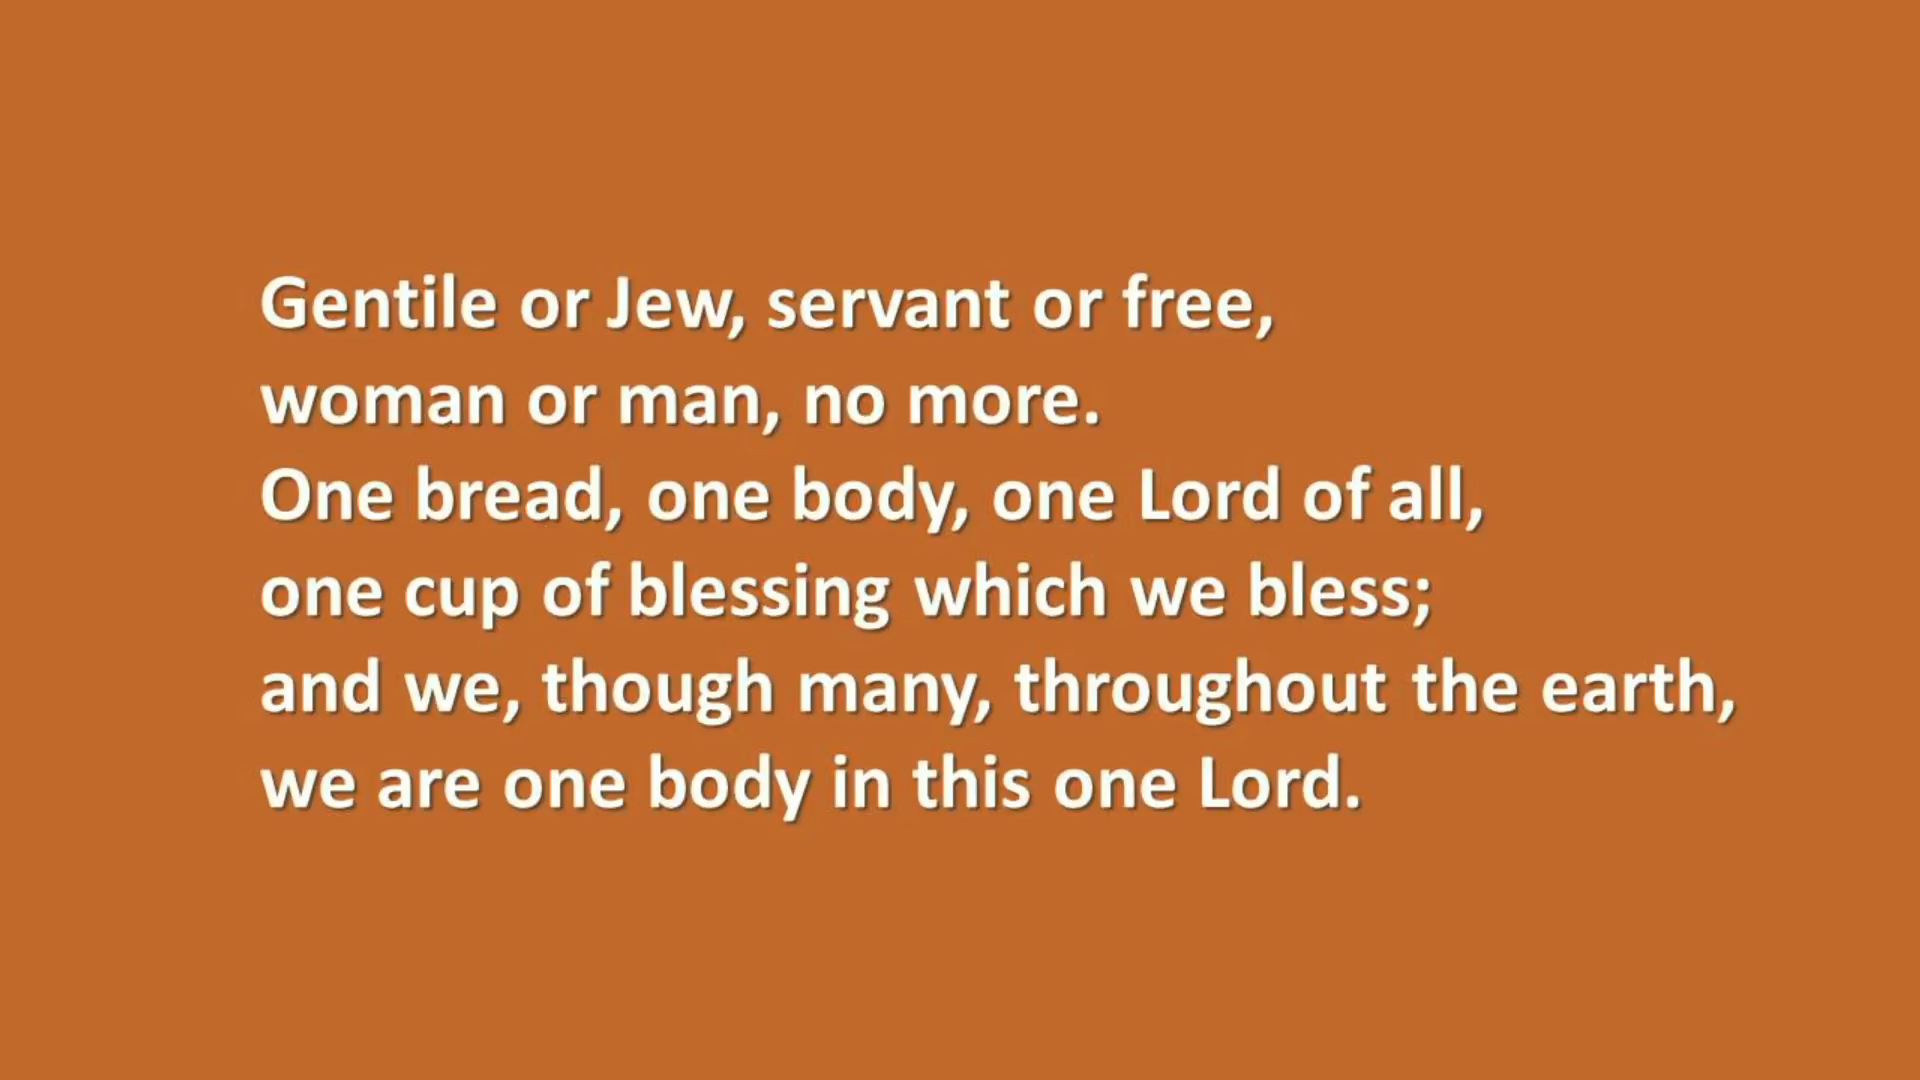 Gentile or Jew, servant or free,
woman or man, no more.
One bread, one body, one Lord of all,
one cup of blessing which we bless;
and we, though many, throughout the earth,
we are one body in this one Lord.